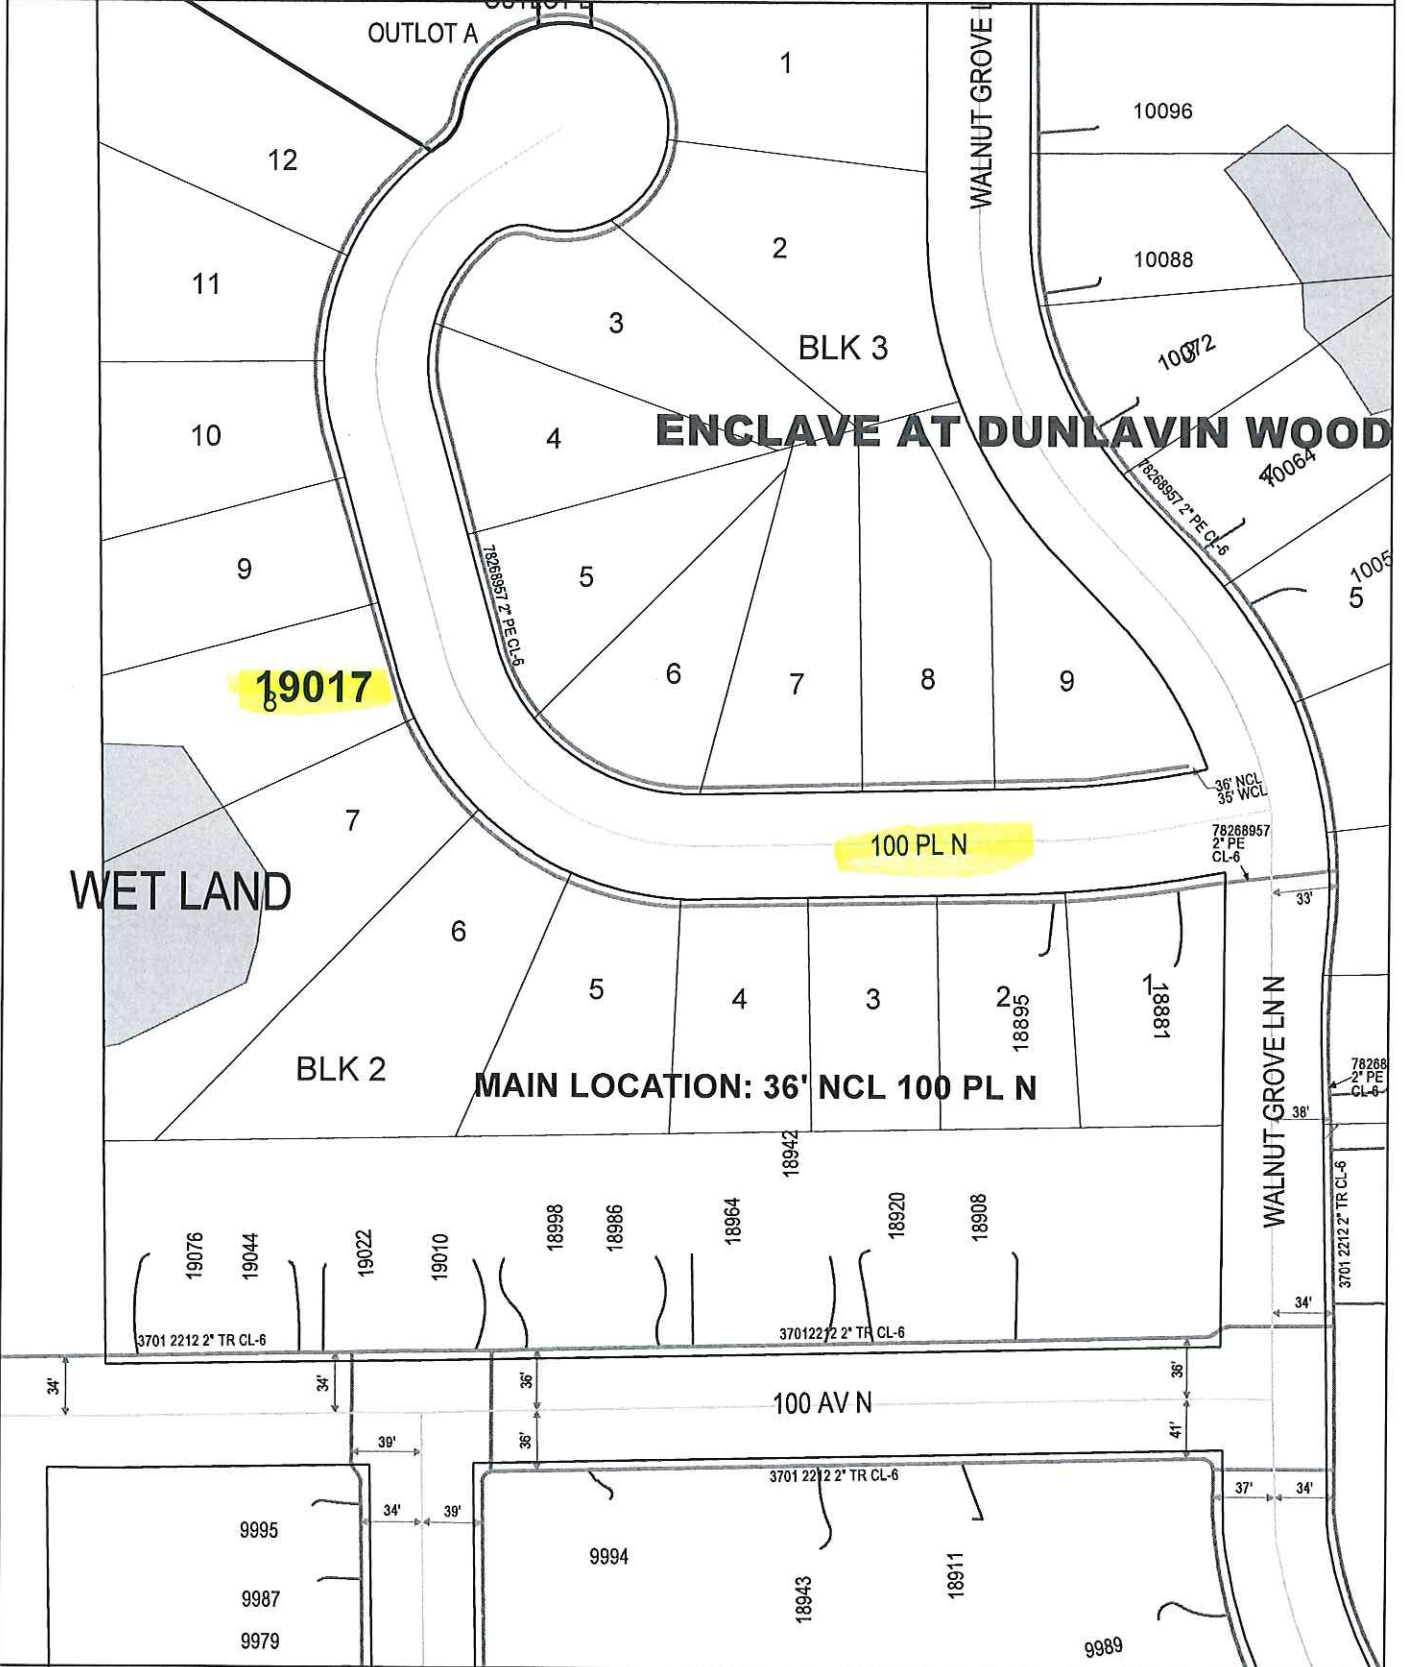 OUTLOT A
WALNUT GROVE L
1
10096
12
2
10088
11
3
BLK 3
10072
10
4
ENCLAVE AT DUNLAVIN WOOD
4
10064
78268957 2" PE CL-6
9
5
78268957 2" PE CL-6
1005
5
19017
8
6
7
8
9
36' NCL
35' WCL
7
100 PL N
78268957
2" PE
CL-6
WET LAND
33'
6
5
4
3
2
18895
1
18881
WALNUT GROVE LN N
BLK 2
MAIN LOCATION: 36' NCL 100 PL N
78268
2" PE
CL-6
38'
18942
19076
19044
19022
19010
18998
18986
18964
18920
18908
3701 2212 2" TR CL-6
34'
3701 2212 2" TR CL-6
37012212 2" TR CL-6
34'
34'
36'
36'
100 AV N
36'
41'
39'
3701 2212 2" TR CL-6
34'
39'
37'
34'
9995
9994
18943
18911
9987
9979
9989